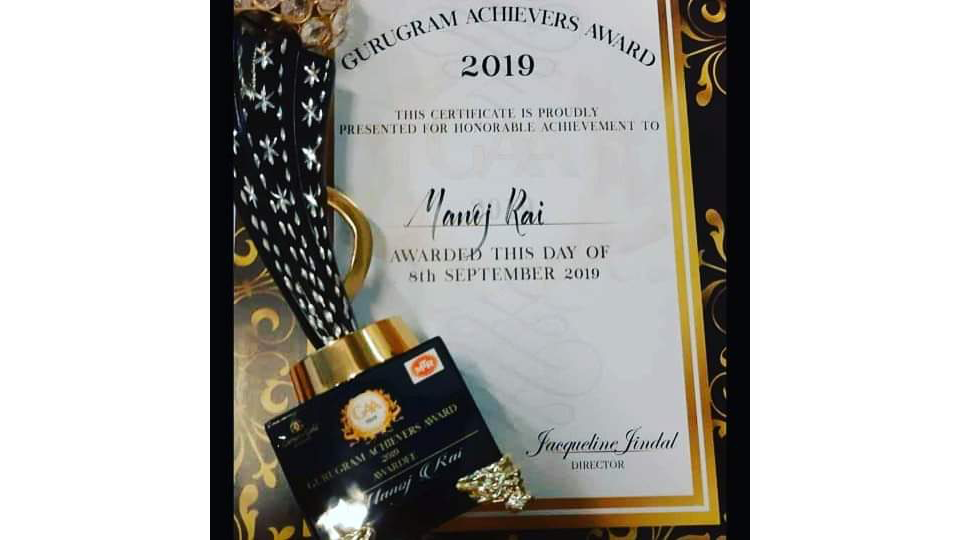 GURUGRAM ACHIEVERS AWARD
2019
THIS CERTIFICATE IS PROUDLY
PRESENTED FOR HONORABLE ACHIEVEMENT TO
Manoj Rai
AWARDED THIS DAY OF
8th SEPTEMBER 2019
Jacqueline Jindal
DIRECTOR
GAA
GURUGRAM ACHIEVERS AWARD
2019
AWARDEE
Manoj Rai